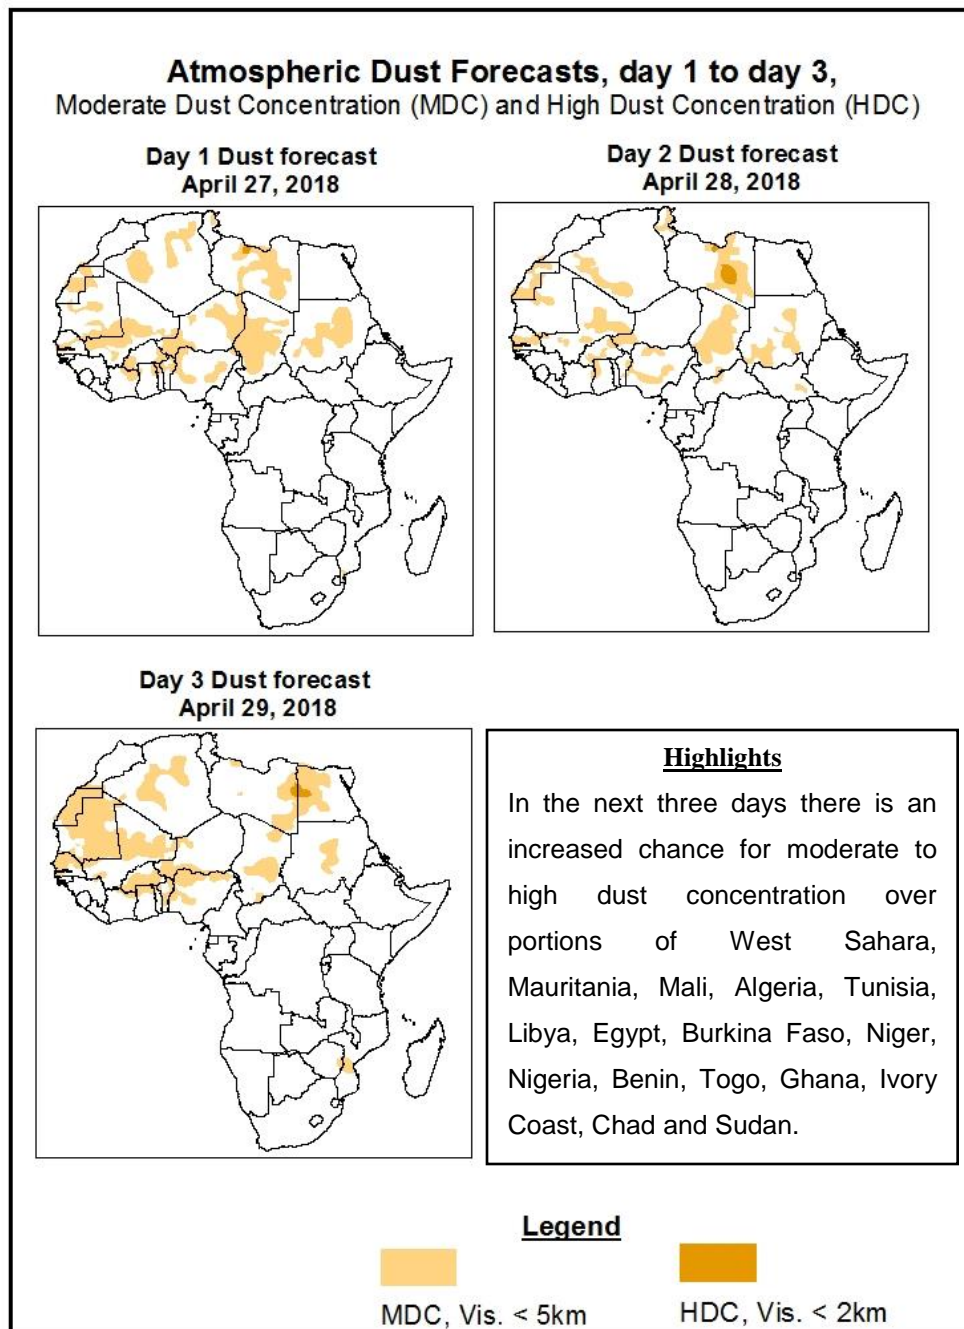 Atmospheric Dust Forecasts, day 1 to day 3,
Moderate Dust Concentration (MDC) and High Dust Concentration (HDC)
Day 1 Dust forecast
April 27, 2018
Day 2 Dust forecast
April 28, 2018
Day 3 Dust forecast
April 29, 2018
Highlights
In the next three days there is an
increased chance for moderate to
high dust concentration over
portions of West Sahara,
Mauritania, Mali, Algeria, Tunisia,
Libya, Egypt, Burkina Faso, Niger,
Nigeria, Benin, Togo, Ghana, Ivory
Coast, Chad and Sudan.
Legend
MDC, Vis. < 5km
HDC, Vis. < 2km